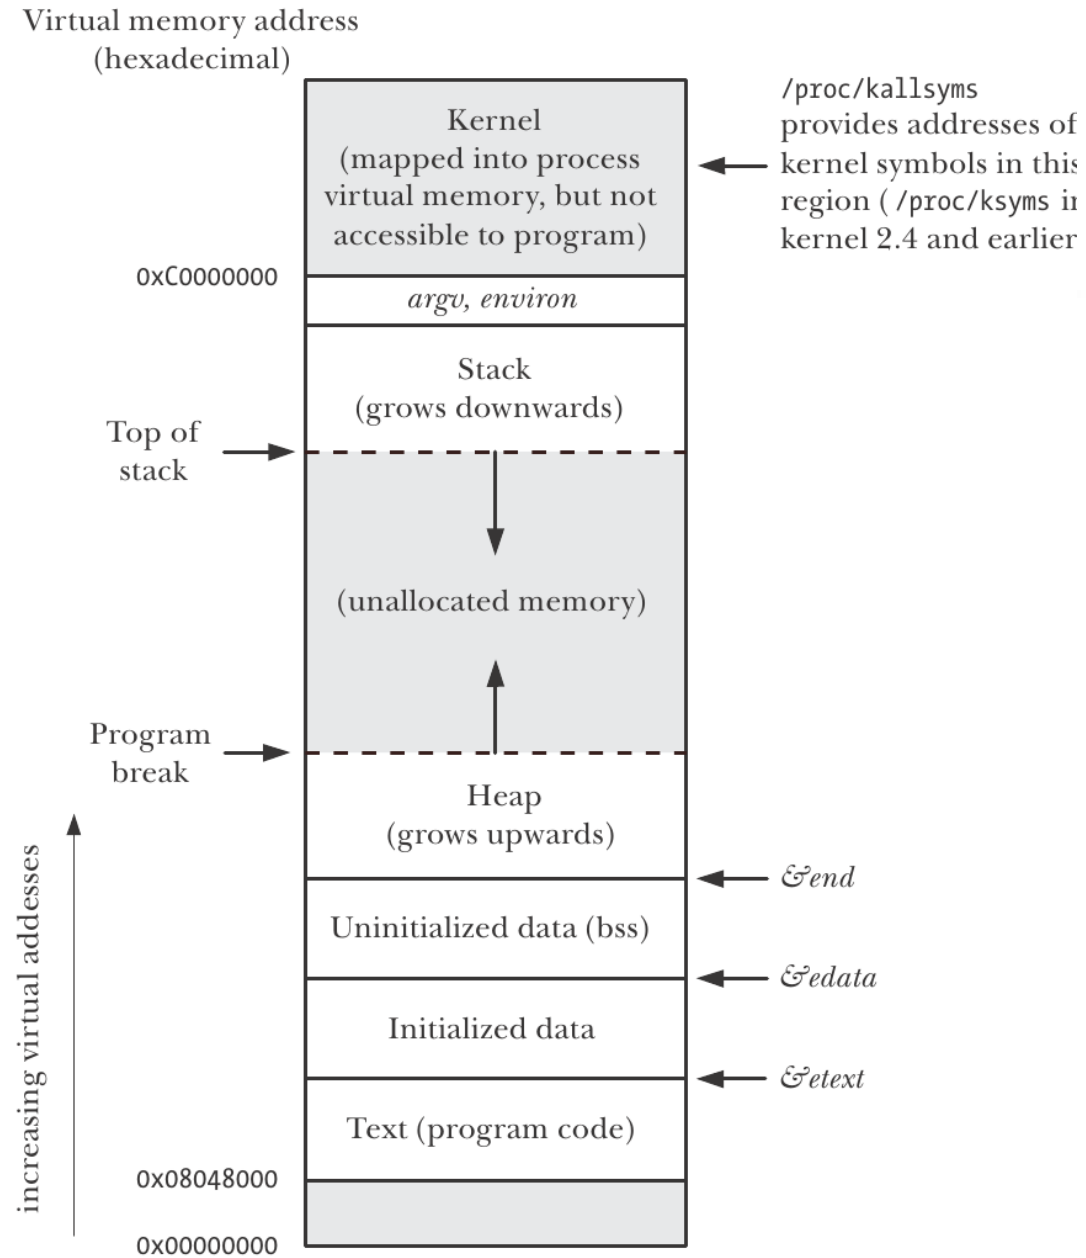 Virtual memory address
(hexadecimal)
Kernel
(mapped into process
virtual memory, but not
accessible to program)
/proc/kallsyms
provides addresses of
kernel symbols in this
region ( /proc/ksyms in
kernel 2.4 and earlier
0xC0000000
argv, environ
Stack
(grows downwards)
Top of
stack
(unallocated memory)
Program
break
Heap
(grows upwards)
&end
Uninitialized data (bss)
&edata
Initialized data
&etext
Text (program code)
0x08048000
0x00000000
increasing virtual addesses